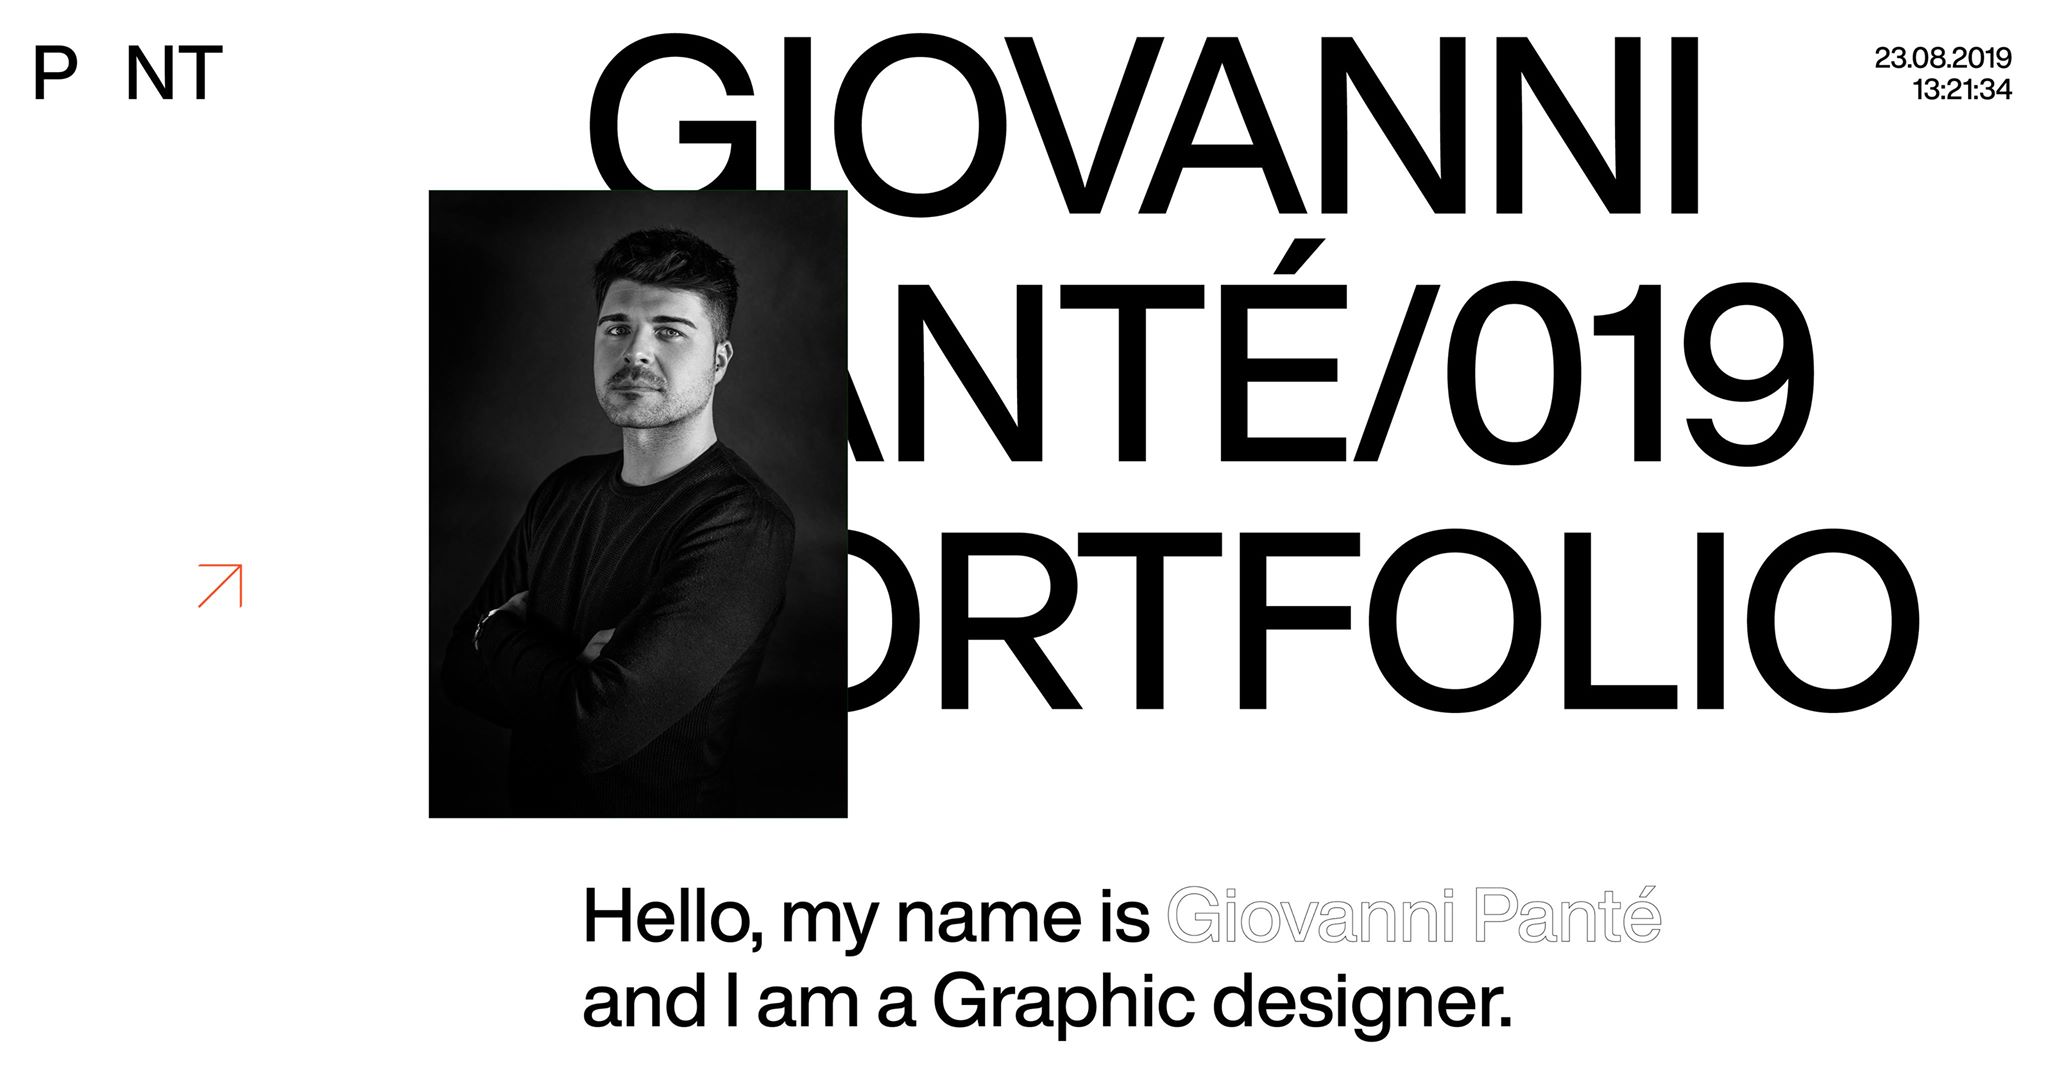 P NT
GIOVANNI
23.08.2019
13:21:34
ANTÉ/019
ORTFOLIO
Hello, my name is Giovanni Panté
and I am a Graphic designer.